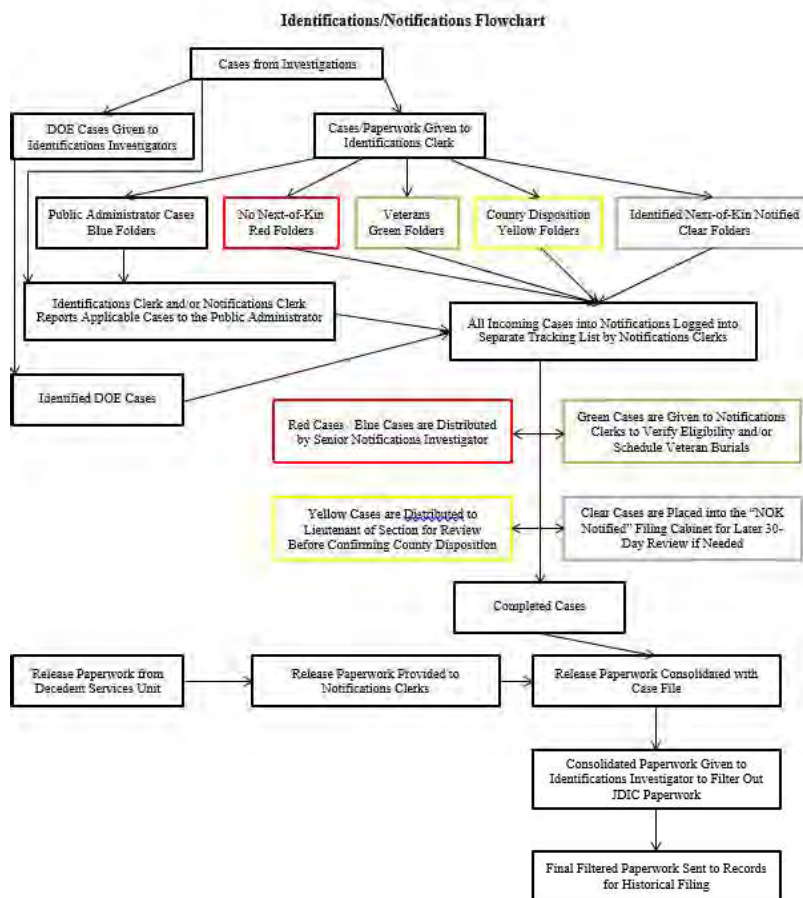 Identifications/Notifications Flowchart
Cases from Investigations
DOE Cases Given to
Identifications Investigators
Cases/Paperwork Given to
Identifications Clerk
Public Administrator Cases
Blue Folders
No Next-of-Kin
Red Folders
Veterans
Green Folders
County Disposition
Yellow Folders
Identified Next-of-Kin Notified
Clear Folders
Identifications Clerk and/or Notifications Clerk
Reports Applicable Cases to the Public Administrator
All Incoming Cases into Notifications Logged into
Separate Tracking List by Notifications Clerks
Identified DOE Cases
Red Cases - Blue Cases are Distributed
by Senior Notifications Investigator
Green Cases are Given to Notifications
Clerks to Verify Eligibility and/or
Schedule Veteran Burials
Yellow Cases are Distributed to
Lieutenant of Section for Review
Before Confirming County Disposition
Clear Cases are Placed into the “NOK
Notified” Filing Cabinet for Later 30-
Day Review if Needed
Completed Cases
Release Paperwork from
Decedent Services Unit
Release Paperwork Provided to
Notifications Clerks
Release Paperwork Consolidated with
Case File
Consolidated Paperwork Given to
Identifications Investigator to Filter Out
JDIC Paperwork
Final Filtered Paperwork Sent to Records
for Historical Filing